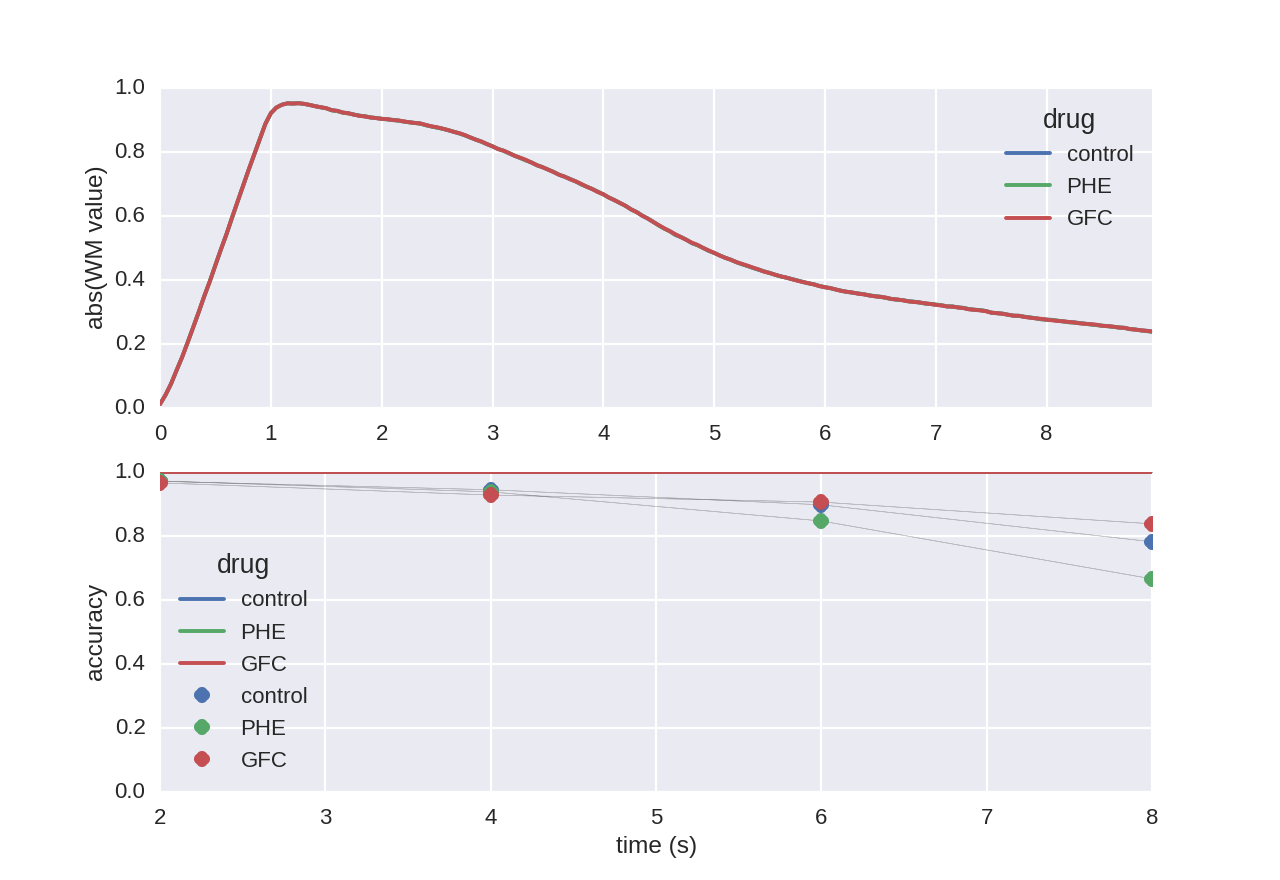 1.0
0.8
0.6
0.4
0.2
0.0
abs(WM value)
drug
control
PHE
GFC
0 1 2 3 4 5 6 7 8
1.0
0.8
0.6
0.4
0.2
0.0
accuracy
drug
control
PHE
GFC
control
PHE
GFC
2 3 4 5 6 7 8
time (s)